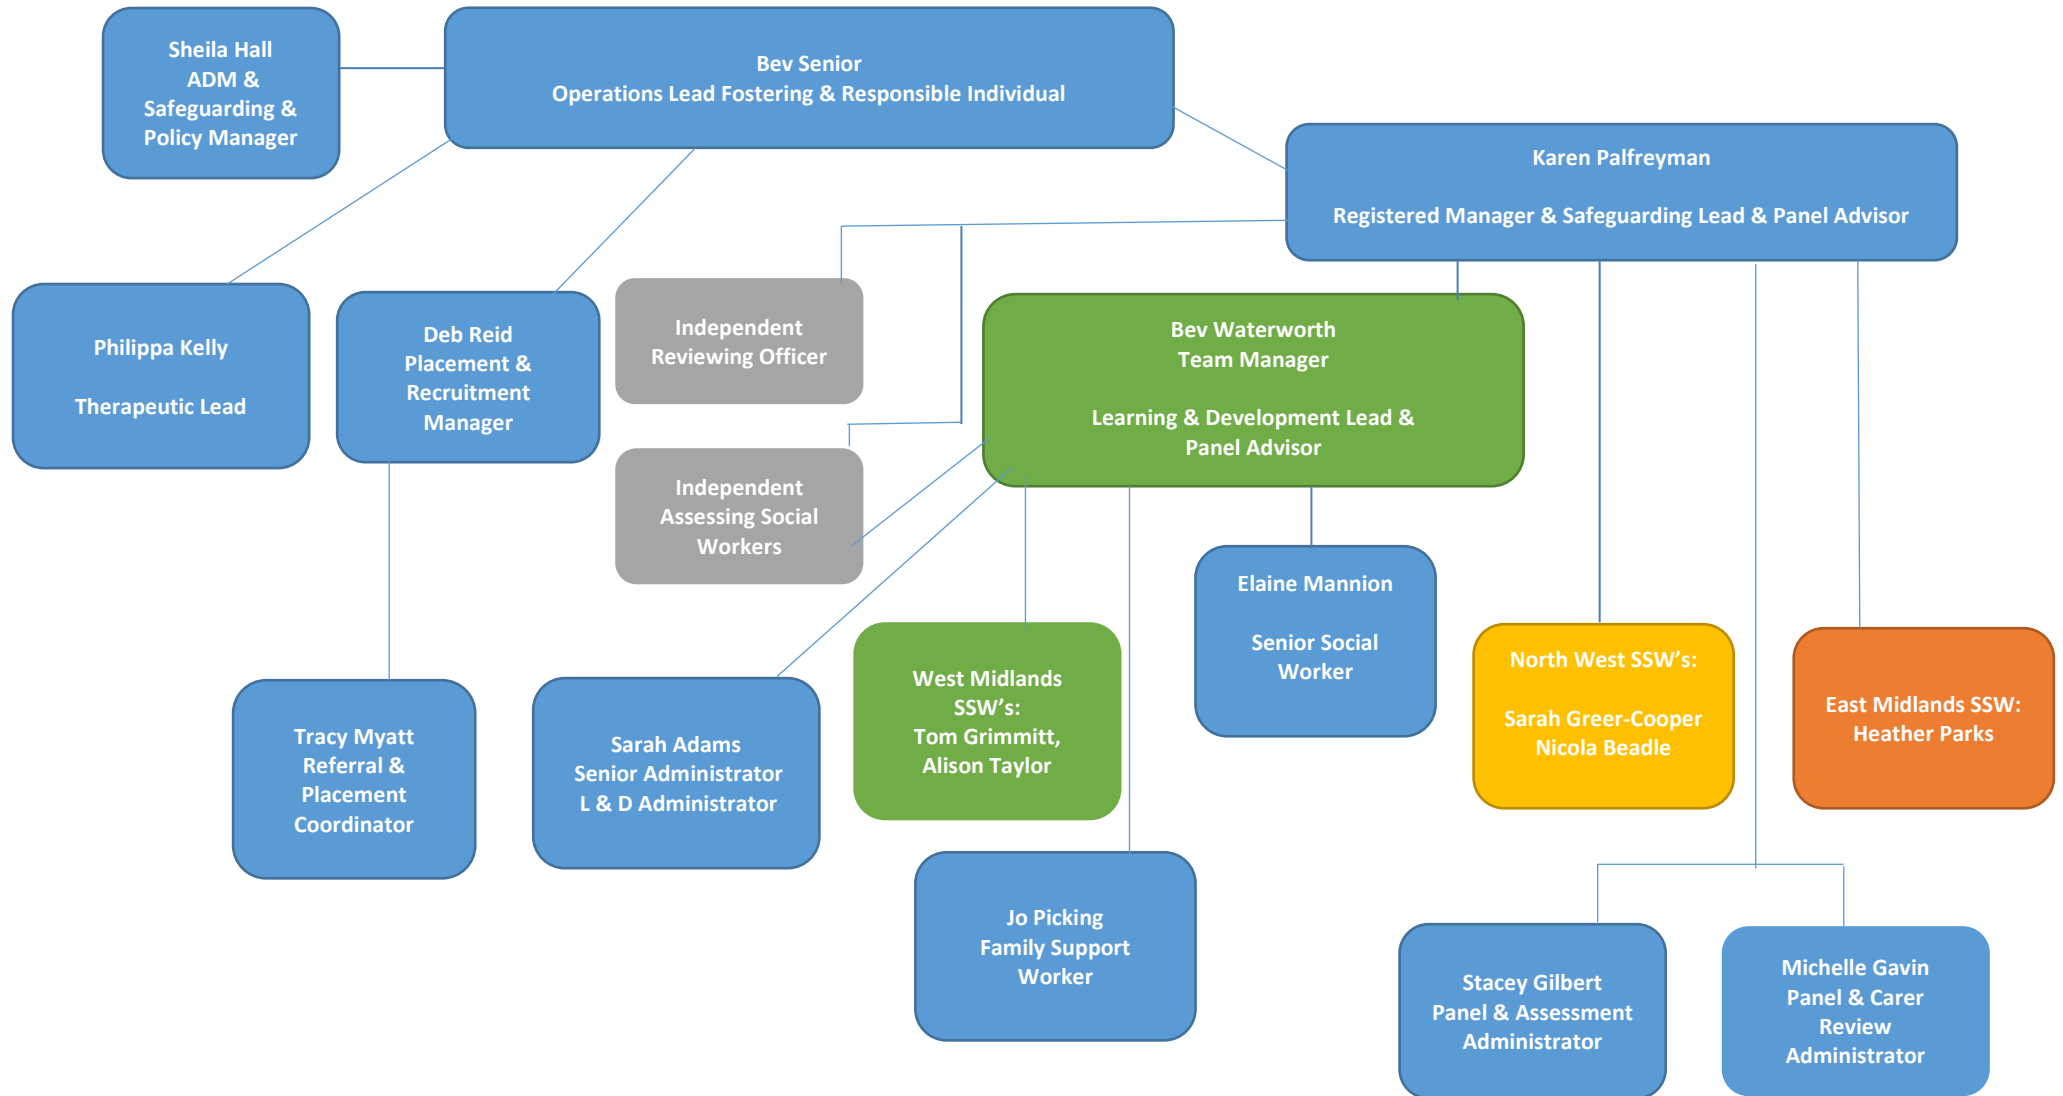 Sheila Hall
ADM &
Safeguarding &
Policy Manager
Bev Senior
Operations Lead Fostering & Responsible Individual
Karen Palfreyman
Registered Manager & Safeguarding Lead & Panel Advisor
Philippa Kelly
Therapeutic Lead
Deb Reid
Placement &
Recruitment
Manager
Independent
Reviewing Officer
Bev Waterworth
Team Manager
Learning & Development Lead &
Panel Advisor
Independent
Assessing Social
Workers
Elaine Mannion
Senior Social
Worker
North West SSW’s:
Sarah Greer-Cooper
Nicola Beadle
East Midlands SSW:
Heather Parks
West Midlands
SSW’s:
Tom Grimmitt,
Alison Taylor
Tracy Myatt
Referral &
Placement
Coordinator
Sarah Adams
Senior Administrator
L & D Administrator
Jo Picking
Family Support
Worker
Stacey Gilbert
Panel & Assessment
Administrator
Michelle Gavin
Panel & Carer
Review
Administrator